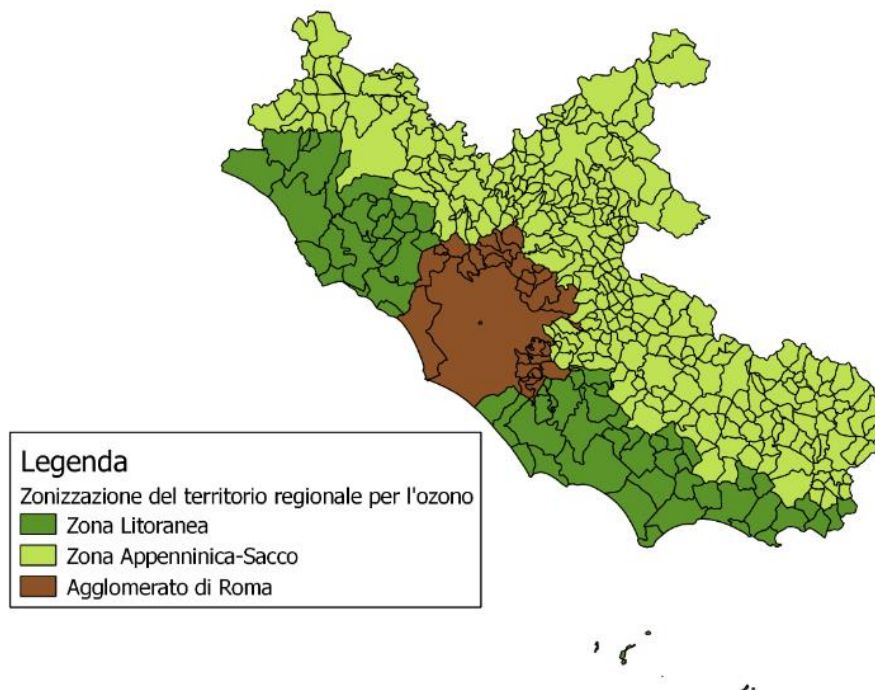 Legenda
Zonizzazione del territorio regionale per l'ozono
Zona Litoranea
Zona Appenninica-Sacco
Agglomerato di Roma